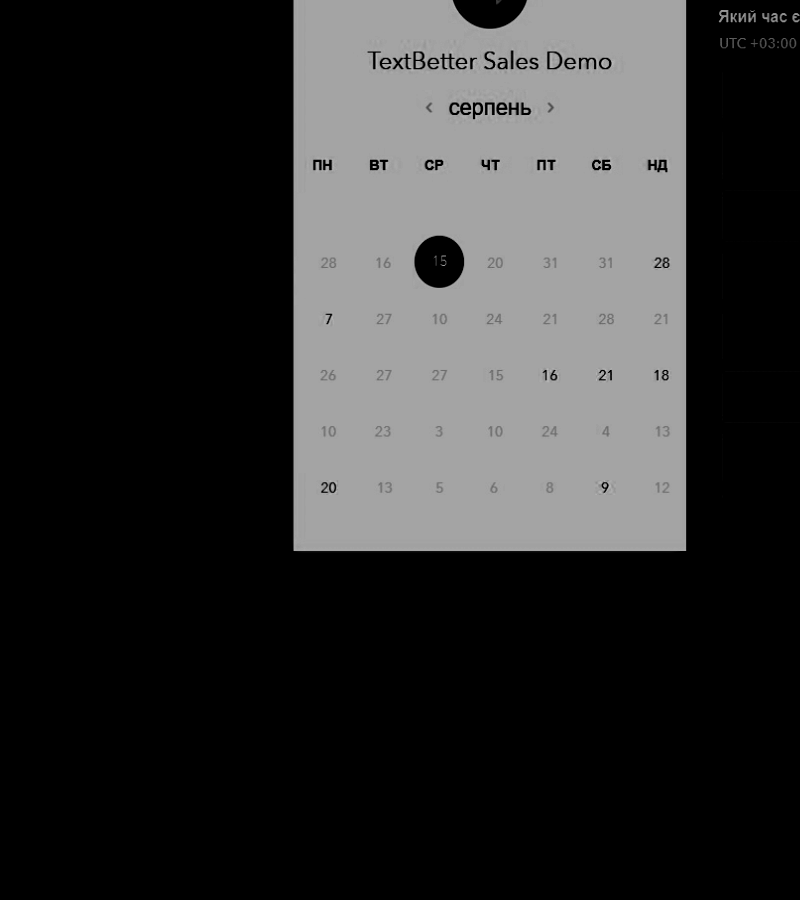 Який час є
UTC +03:00
TextBetter Sales Demo
< серпень >
ПН ВТ СР ЧТ ПТ СБ НД
28 16 15 20 31 31 28
7 27 10 24 21 28 21
26 27 27 15 16 21 18
10 23 3 10 24 4 13
20 13 5 6 8 9 12